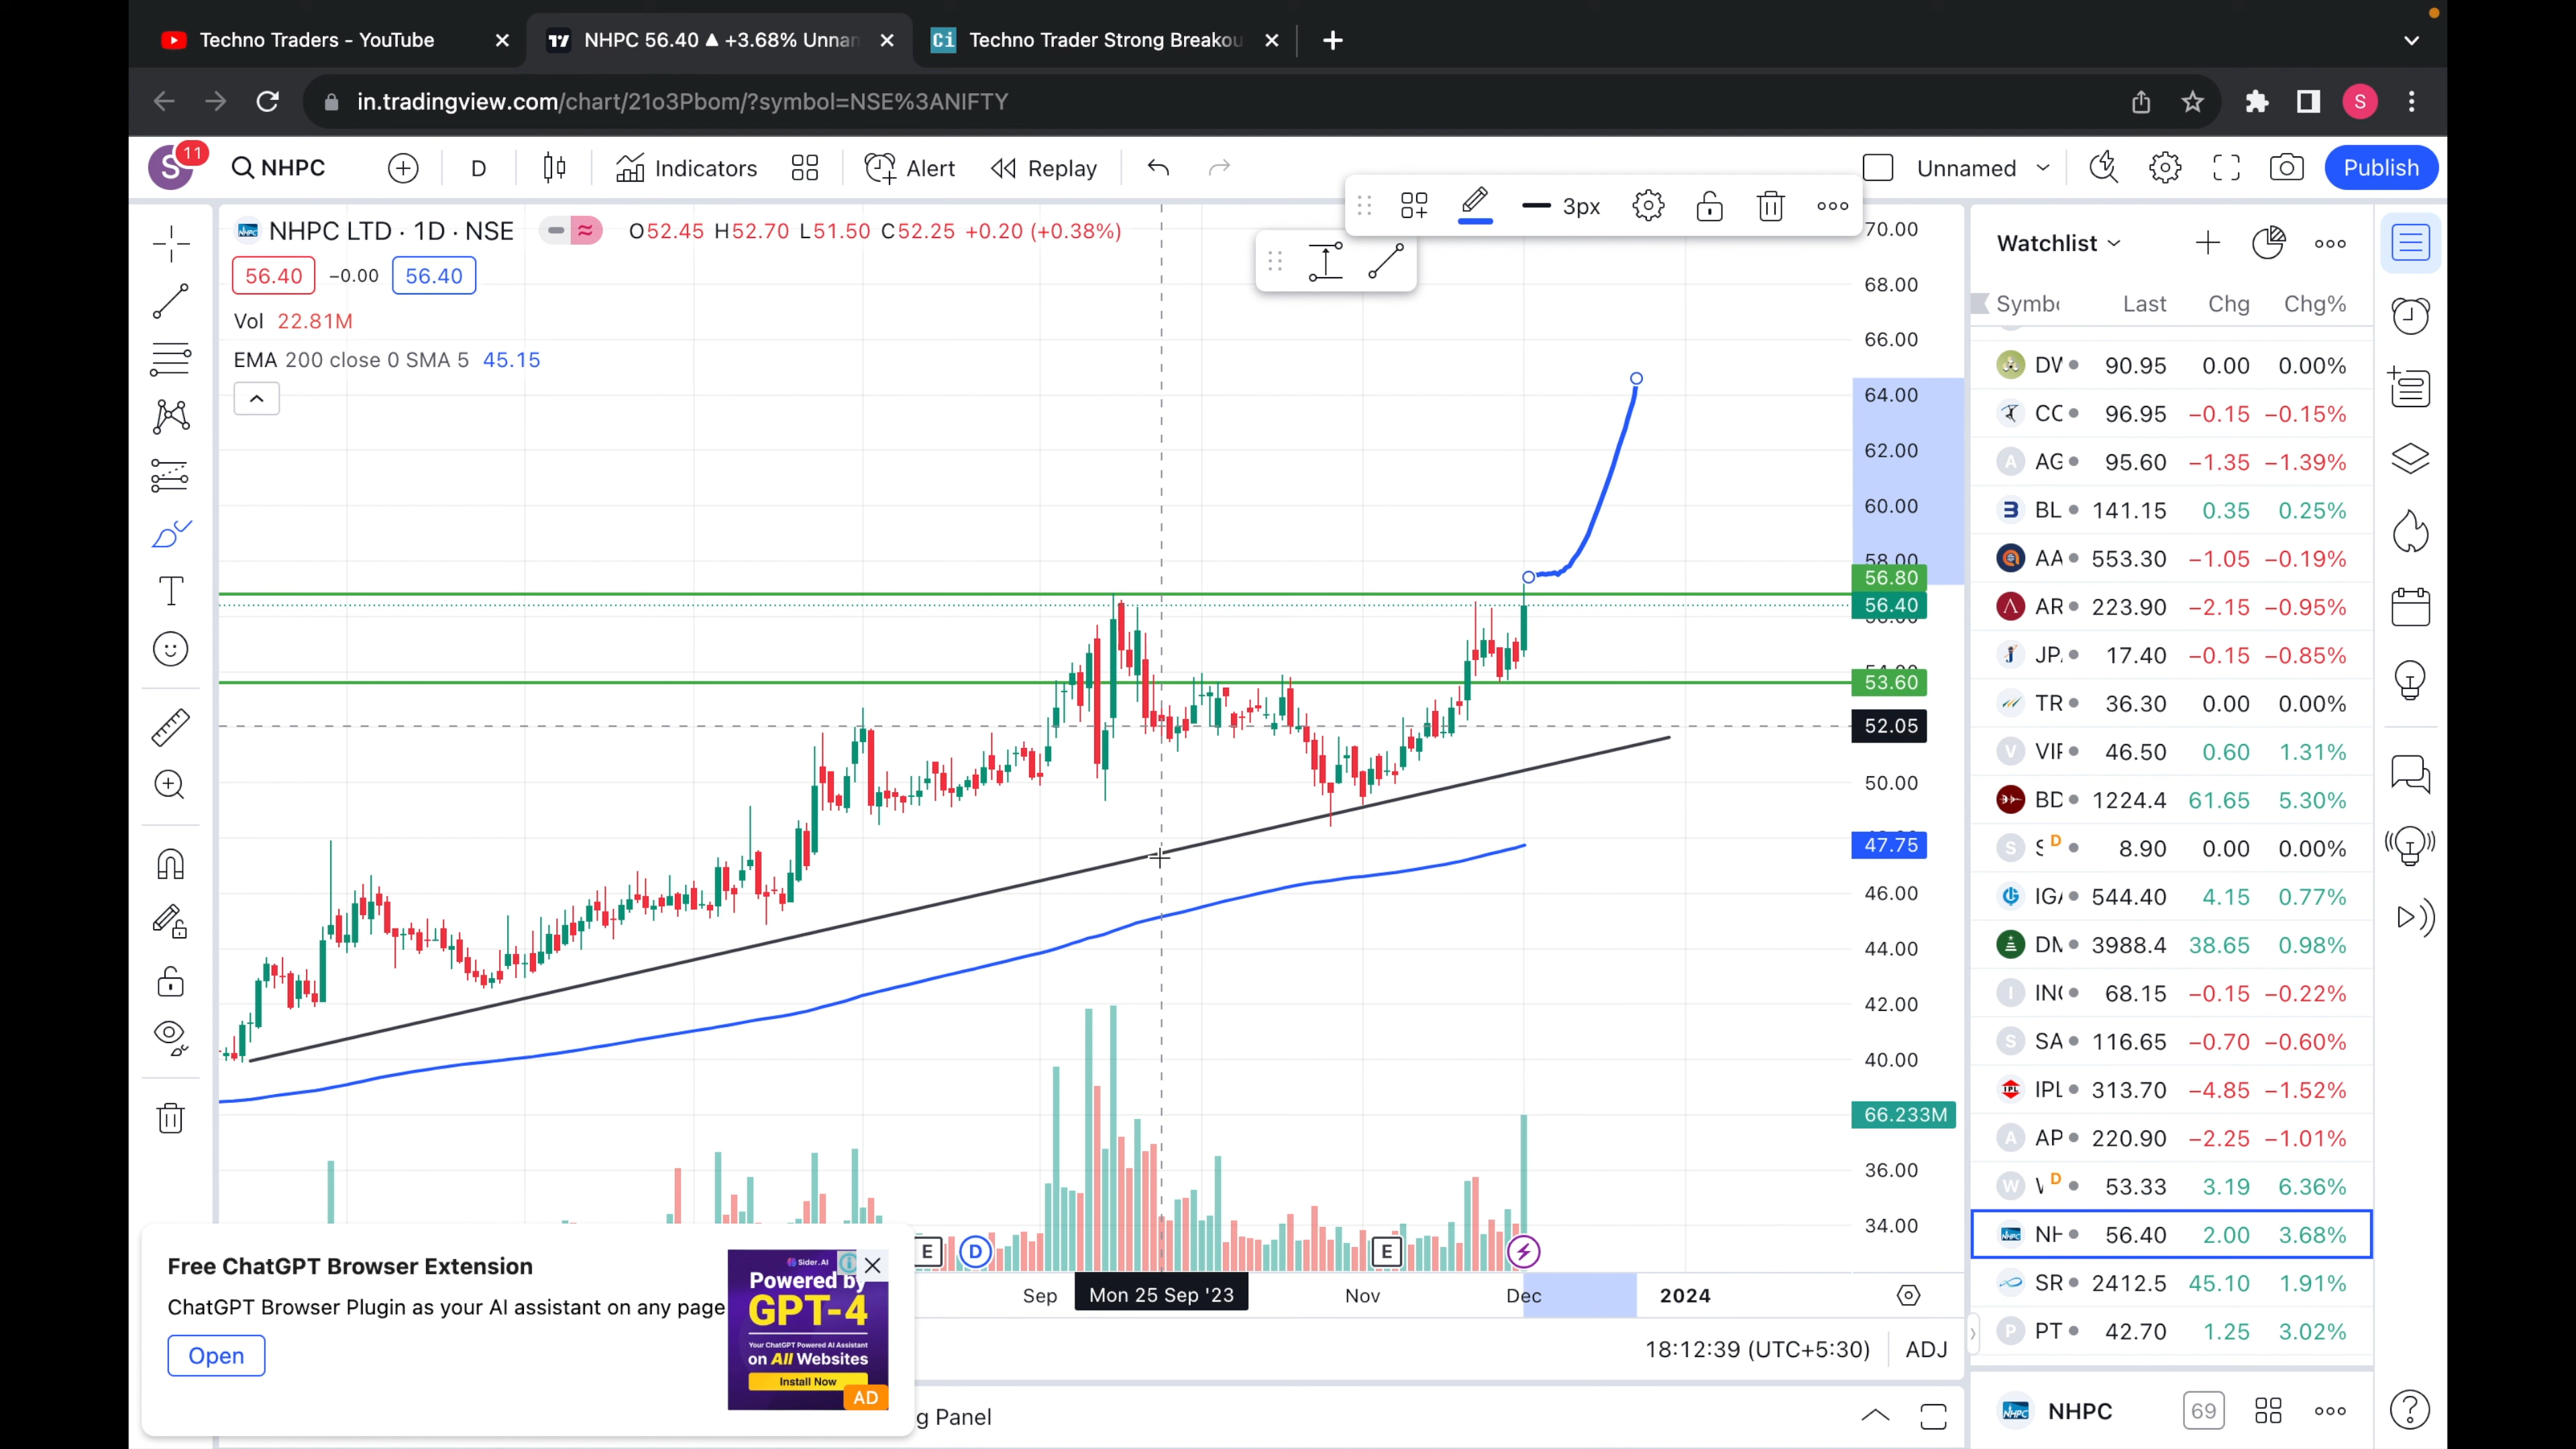 Techno Traders - YouTube
NHPC 56.40 ▲ +3.68% Unnan
Ci Techno Trader Strong Breakou
in.tradingview.com/chart/21o3Pbom/?symbol=NSE%3ANIFTY
S
S 11
NHPC
D
Indicators
Alert
Replay
Unnamed
Publish
3px
NHPC LTD · 1D · NSE
O52.45 H52.70 L51.50 C52.25 +0.20 (+0.38%)
56.40 −0.00 56.40
Vol 22.81M
EMA 200 close 0 SMA 5 45.15
70.00
68.00
66.00
64.00
62.00
60.00
58.00
56.80
56.40
53.60
52.05
50.00
47.75
46.00
44.00
42.00
40.00
66.233M
36.00
34.00
E D E
Sep Mon 25 Sep '23 Nov Dec 2024
18:12:39 (UTC+5:30) ADJ
g Panel
Free ChatGPT Browser Extension
ChatGPT Browser Plugin as your AI assistant on any page
Open
Sider.AI
Powered by
GPT-4
Your ChatGPT Powered AI Assistant
on All Websites
Install Now
AD
Watchlist
Symbo Last Chg Chg%
DV 90.95 0.00 0.00%
CC 96.95 −0.15 −0.15%
A AG 95.60 −1.35 −1.39%
BL 141.15 0.35 0.25%
AA 553.30 −1.05 −0.19%
AR 223.90 −2.15 −0.95%
JP 17.40 −0.15 −0.85%
TR 36.30 0.00 0.00%
V VIF 46.50 0.60 1.31%
BD 1224.4 61.65 5.30%
S S D 8.90 0.00 0.00%
IGA 544.40 4.15 0.77%
DM 3988.4 38.65 0.98%
I IN 68.15 −0.15 −0.22%
S SA 116.65 −0.70 −0.60%
IPL IPL 313.70 −4.85 −1.52%
A AP 220.90 −2.25 −1.01%
W D 53.33 3.19 6.36%
NH 56.40 2.00 3.68%
SR 2412.5 45.10 1.91%
P PT 42.70 1.25 3.02%
NHPC 69